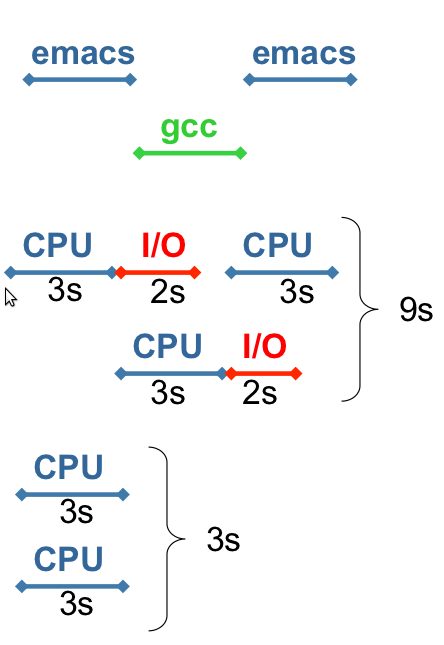 emacs emacs
gcc
CPU I/O CPU
3s 2s 3s
9s
CPU I/O
3s 2s
CPU
3s
3s
CPU
3s